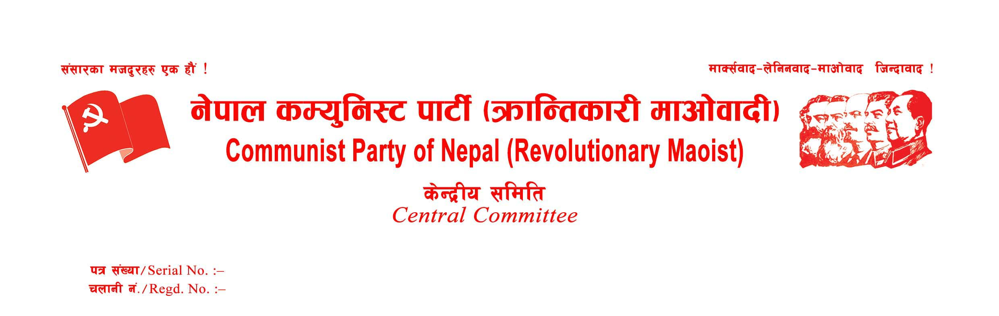 संसारका मजदुरहरु एक हौं !
मार्क्सवाद-लेनिनवाद-माओवाद जिन्दावाद !
नेपाल कम्युनिस्ट पार्टी (क्रान्तिकारी माओवादी)
Communist Party of Nepal (Revolutionary Maoist)
केन्द्रीय समिति
Central Committee
पत्र संख्या/Serial No. :–
चलानी नं./Regd. No. :–